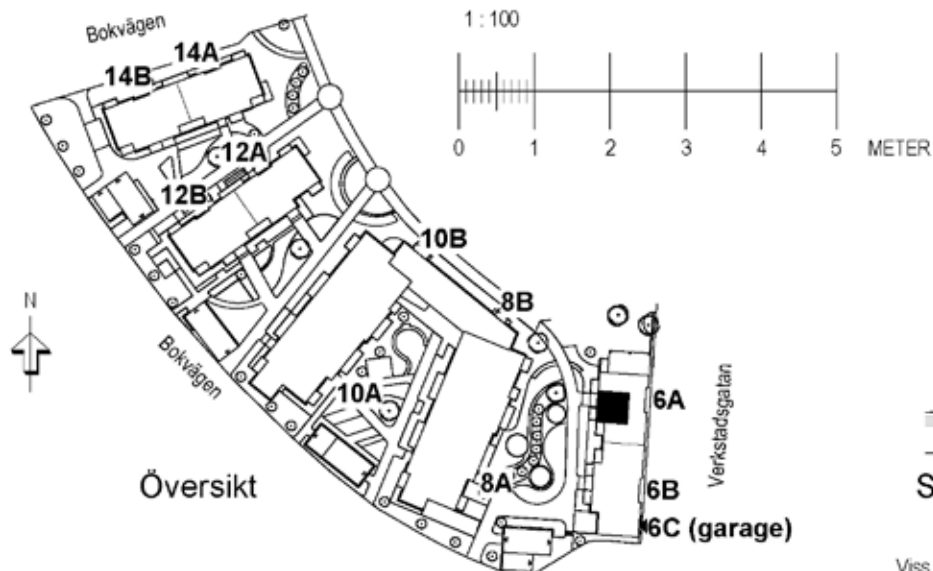 Bokvägen
1 : 100
14A
14B
0 1 2 3 4 5 METER
12A
12B
10B
N
8B
Bokvägen
10A
6A
Verkstadsgatan
Översikt
8A
6B
S
6C (garage)
Viss